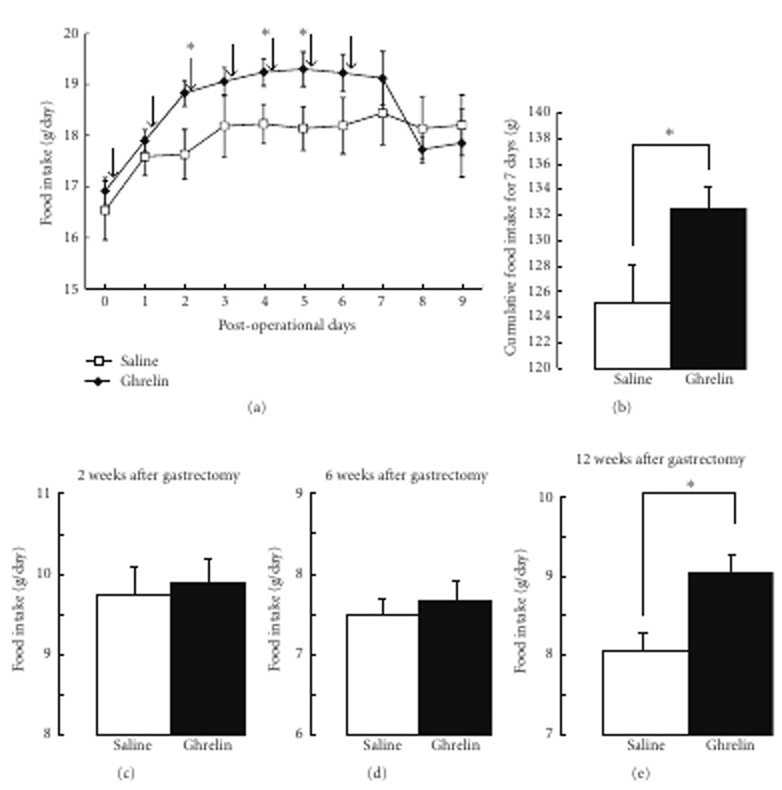 * * *
20
19
18
17
16
15
Food intake (g/day)
0 1 2 3 4 5 6 7 8 9
Post-operational days
Saline
Ghrelin
(a)
140
138
136
134
132
130
128
126
124
122
120
Cumulative food intake for 7 days (g)
*
Saline Ghrelin
(b)
2 weeks after gastrectomy
11
10
9
8
Food intake (g/day)
Saline Ghrelin
(c)
6 weeks after gastrectomy
9
8
7
6
Food intake (g/day)
Saline Ghrelin
(d)
12 weeks after gastrectomy
*
10
9
8
7
Food intake (g/day)
Saline Ghrelin
(e)